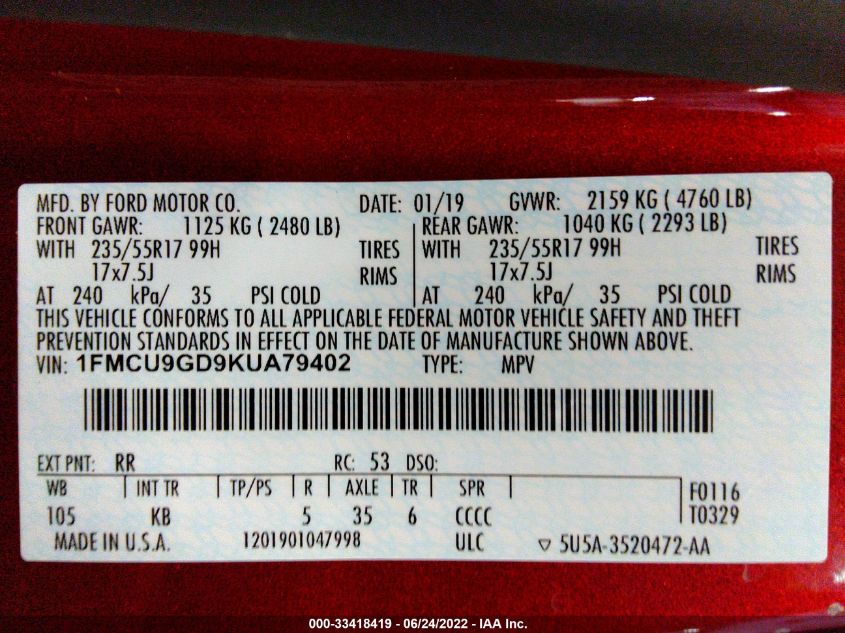 MFD. BY FORD MOTOR CO. DATE: 01/19 GVWR: 2159 KG ( 4760 LB)
FRONT GAWR: 1125 KG ( 2480 LB) REAR GAWR: 1040 KG ( 2293 LB)
WITH 235/55R17 99H TIRES WITH 235/55R17 99H TIRES
17x7.5J RIMS 17x7.5J RIMS
AT 240 kPa/ 35 PSI COLD AT 240 kPa/ 35 PSI COLD
THIS VEHICLE CONFORMS TO ALL APPLICABLE FEDERAL MOTOR VEHICLE SAFETY AND THEFT
PREVENTION STANDARDS IN EFFECT ON THE DATE OF MANUFACTURE SHOWN ABOVE.
VIN: 1FMCU9GD9KUA79402 TYPE: MPV
EXT PNT: RR RC: 53 DSO:
WB INT TR TP/PS R AXLE TR SPR F0116
105 KB 5 35 6 CCCC T0329
MADE IN U.S.A. 1201901047998 ULC ▽ 5U5A-3520472-AA
000-33418419 - 06/24/2022 - IAA Inc.